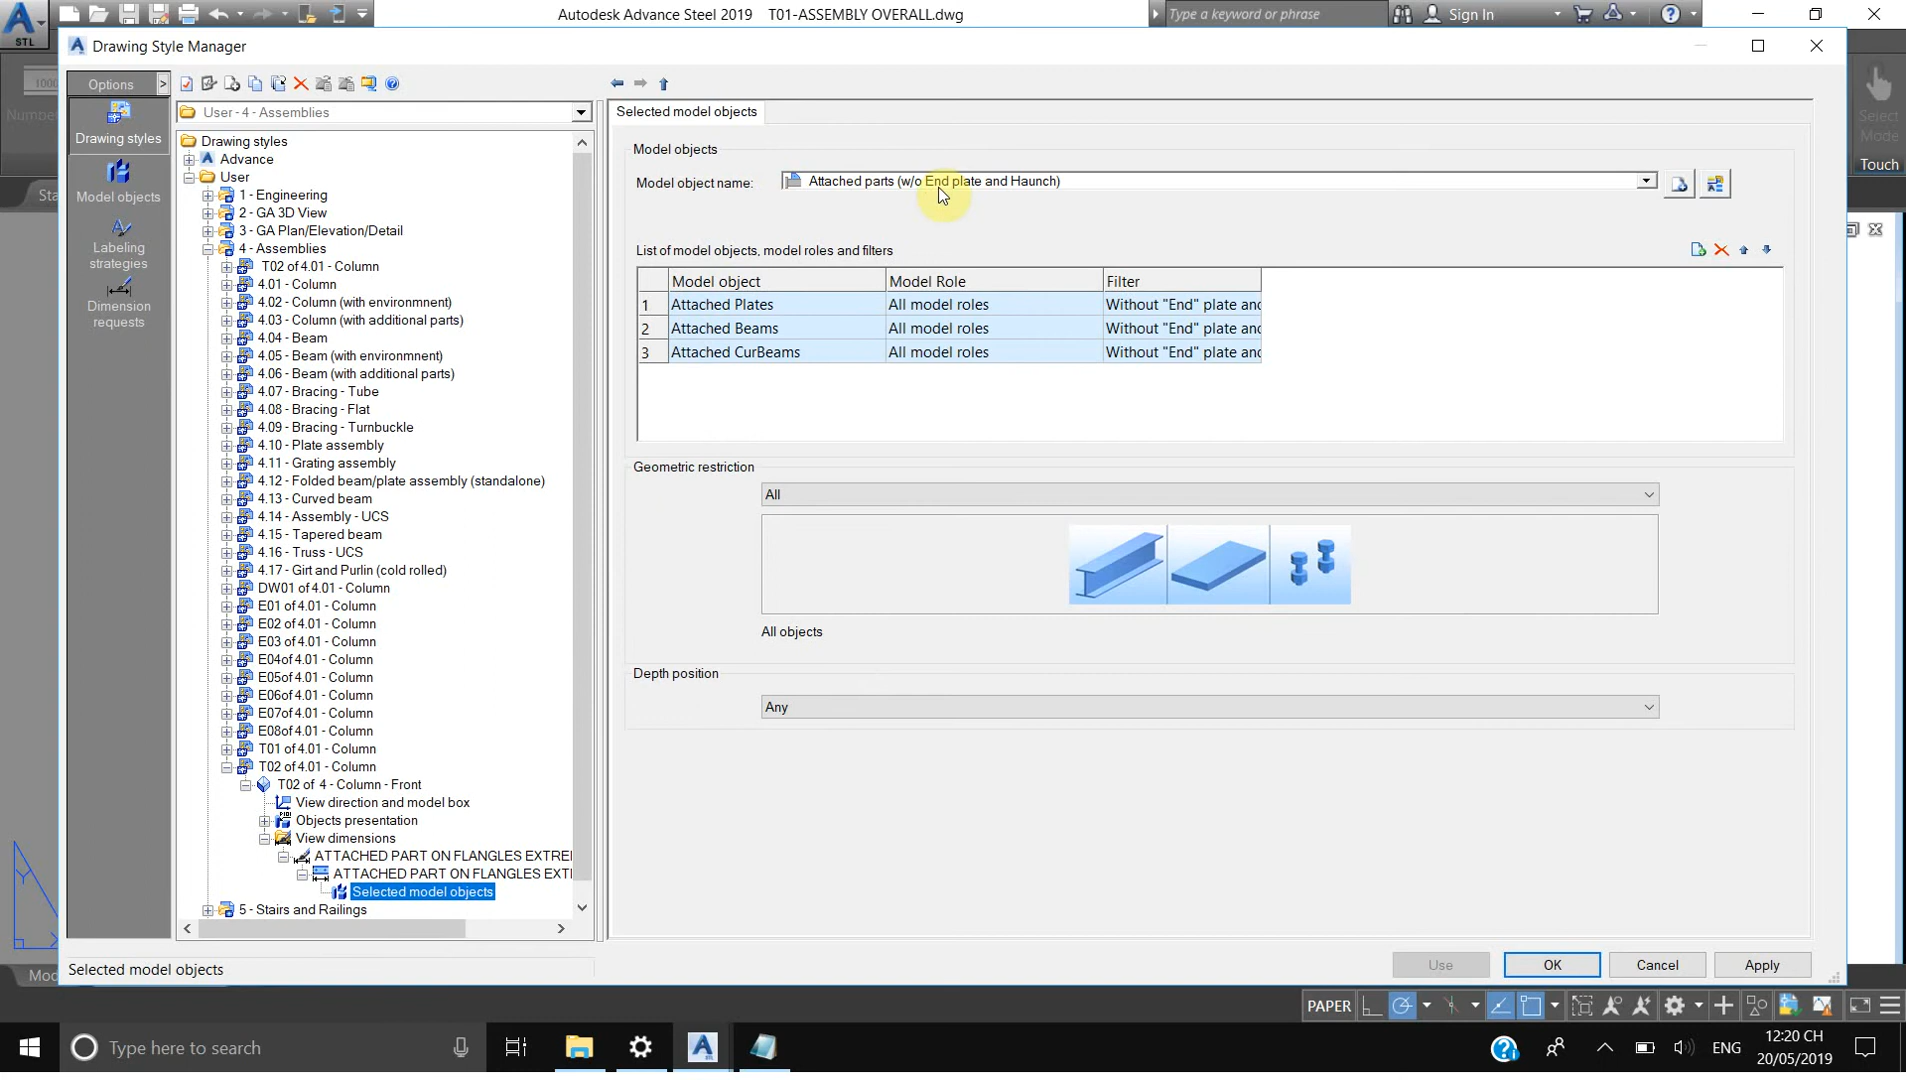 Autodesk Advance Steel 2019 T01-ASSEMBLY OVERALL.dwg
Type a keyword or phrase
Sign In
STL
Drawing Style Manager
Options
Drawing styles
Model objects
Labeling strategies
Dimension requests
User - 4 - Assemblies
Drawing styles
Advance
User
1 - Engineering
2 - GA 3D View
3 - GA Plan/Elevation/Detail
4 - Assemblies
T02 of 4.01 - Column
4.01 - Column
4.02 - Column (with environmnent)
4.03 - Column (with additional parts)
4.04 - Beam
4.05 - Beam (with environmnent)
4.06 - Beam (with additional parts)
4.07 - Bracing - Tube
4.08 - Bracing - Flat
4.09 - Bracing - Turnbuckle
4.10 - Plate assembly
4.11 - Grating assembly
4.12 - Folded beam/plate assembly (standalone)
4.13 - Curved beam
4.14 - Assembly - UCS
4.15 - Tapered beam
4.16 - Truss - UCS
4.17 - Girt and Purlin (cold rolled)
DW01 of 4.01 - Column
E01 of 4.01 - Column
E02 of 4.01 - Column
E03 of 4.01 - Column
E04of 4.01 - Column
E05of 4.01 - Column
E06of 4.01 - Column
E07of 4.01 - Column
E08of 4.01 - Column
T01 of 4.01 - Column
T02 of 4.01 - Column
T02 of 4 - Column - Front
View direction and model box
Objects presentation
View dimensions
ATTACHED PART ON FLANGLES EXTREI
ATTACHED PART ON FLANGLES EXTI
Selected model objects
5 - Stairs and Railings
Selected model objects
Selected model objects
Model objects
Model object name: Attached parts (w/o End plate and Haunch)
List of model objects, model roles and filters
Model object Model Role Filter
1 Attached Plates All model roles Without "End" plate and
2 Attached Beams All model roles Without "End" plate and
3 Attached CurBeams All model roles Without "End" plate and
Geometric restriction
All
All objects
Depth position
Any
Use OK Cancel Apply
Select
Mode
Touch
PAPER
Type here to search
ENG
12:20 CH
20/05/2019